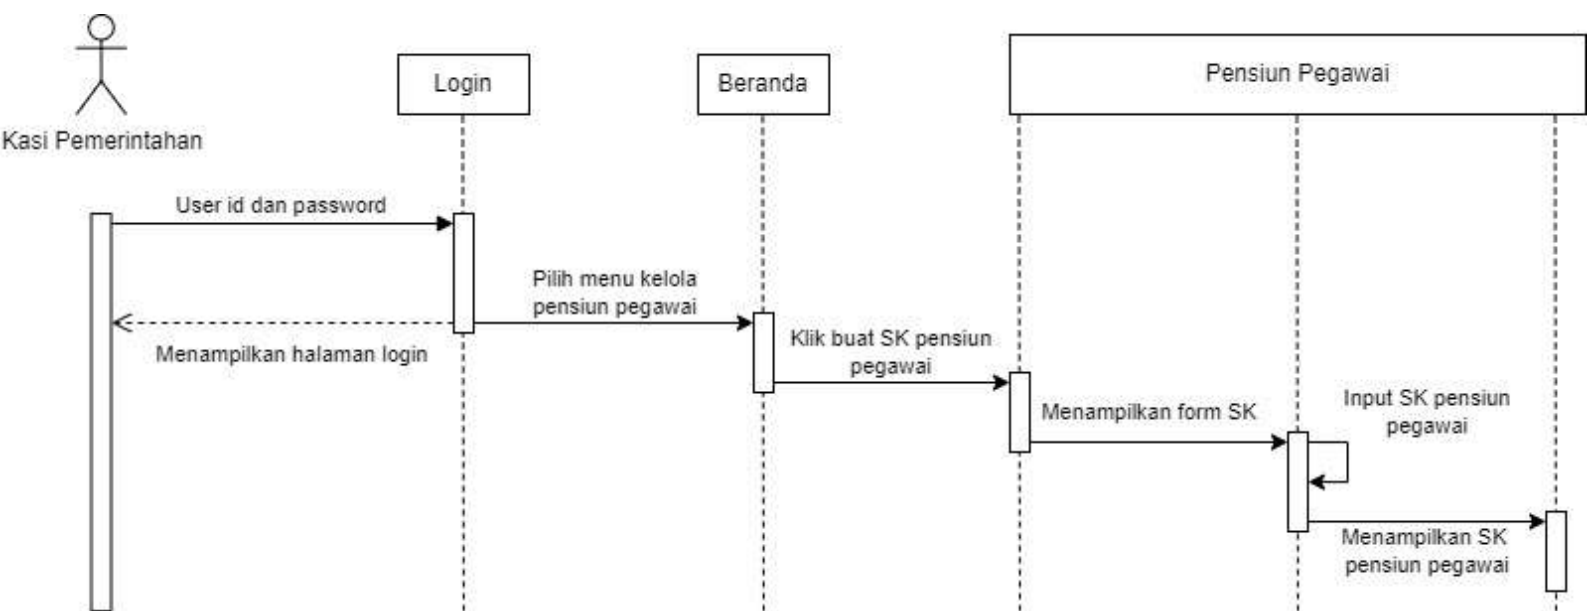 Kasi Pemerintahan
Login
Beranda
Pensiun Pegawai
User id dan password
Menampilkan halaman login
Pilih menu kelola
pensiun pegawai
Klik buat SK pensiun
pegawai
Menampilkan form SK
Input SK pensiun
pegawai
Menampilkan SK
pensiun pegawai